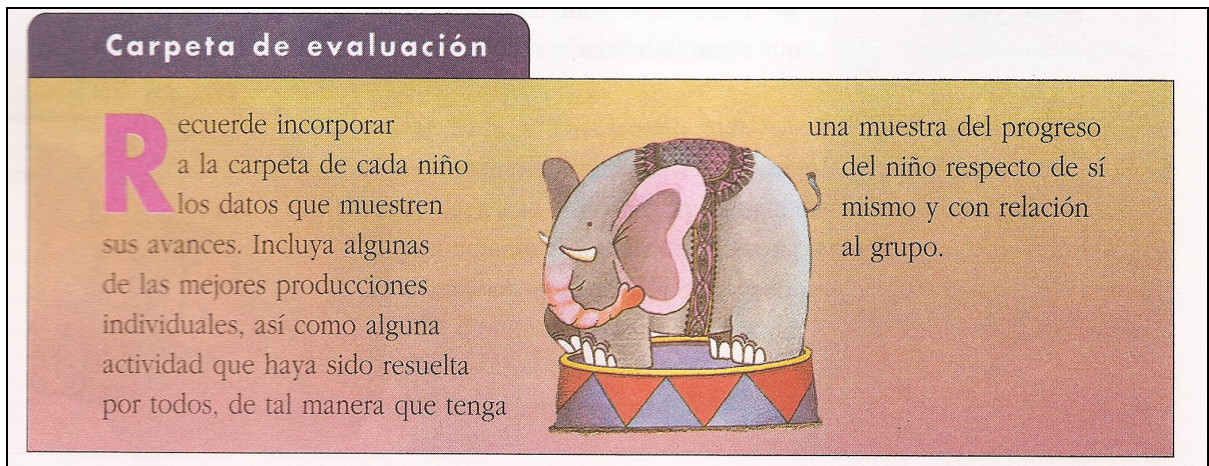 Carpeta de evaluación
Recuerde incorporar
a la carpeta de cada niño
los datos que muestren
sus avances. Incluya algunas
de las mejores producciones
individuales, así como alguna
actividad que haya sido resuelta
por todos, de tal manera que tenga
una muestra del progreso
del niño respecto de sí
mismo y con relación
al grupo.